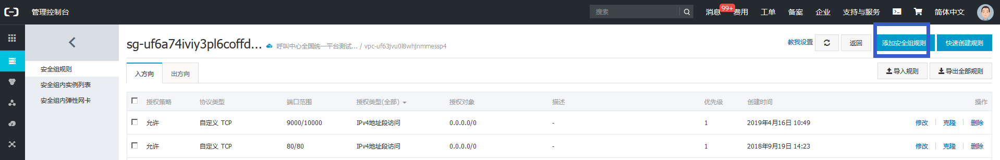 管理控制台 搜索 消息 99+ 费用 工单 备案 企业 支持与服务 简体中文
sg-uf6a74iviy3pl6coffd... 呼叫中心全国统一平台测试... / vpc-uf63jvu0l8whjnmmessp4 教我设置 返回 添加安全组规则 快速创建规则
安全组规则
安全组内实例列表
安全组内弹性网卡
入方向 出方向 导入规则 导出全部规则
授权策略 协议类型 端口范围 授权类型(全部) 授权对象 描述 优先级 创建时间 操作
允许 自定义 TCP 9000/10000 IPv4地址段访问 0.0.0.0/0 - 1 2019年4月16日 10:49 修改 克隆 删除
允许 自定义 TCP 80/80 IPv4地址段访问 0.0.0.0/0 - 1 2018年9月19日 14:23 修改 克隆 删除